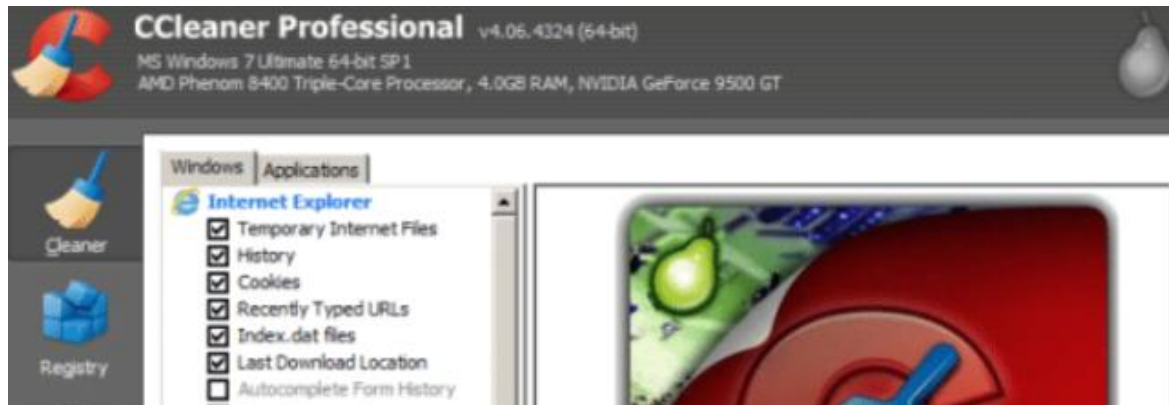 CCleaner Professional v4.06.4324 (64-bit)
MS Windows 7 Ultimate 64-bit SP1
AMD Phenom 8400 Triple-Core Processor, 4.0GB RAM, NVIDIA GeForce 9500 GT
Windows Applications
Internet Explorer
Temporary Internet Files
History
Cookies
Recently Typed URLs
Index.dat files
Last Download Location
Autocomplete Form History
Cleaner
Registry